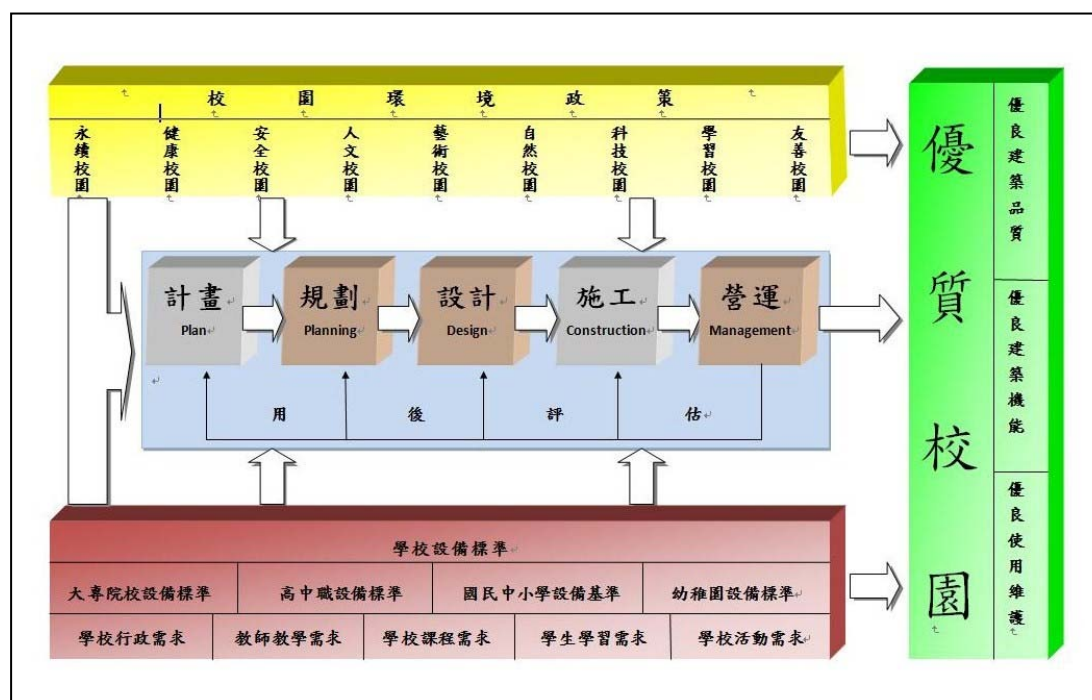 校園環境政策
永續校園
健康校園
安全校園
人文校園
藝術校園
自然校園
科技校園
學習校園
友善校園
計畫
Plan
規劃
Planning
設計
Design
施工
Construction
營運
Management
用後評估
學校設備標準
大專院校設備標準
高中職設備標準
國民中小學設備基準
幼稚園設備標準
學校行政需求
教師教學需求
學校課程需求
學生學習需求
學校活動需求
優質校園
優良建築品質
優良建築機能
優良使用維護